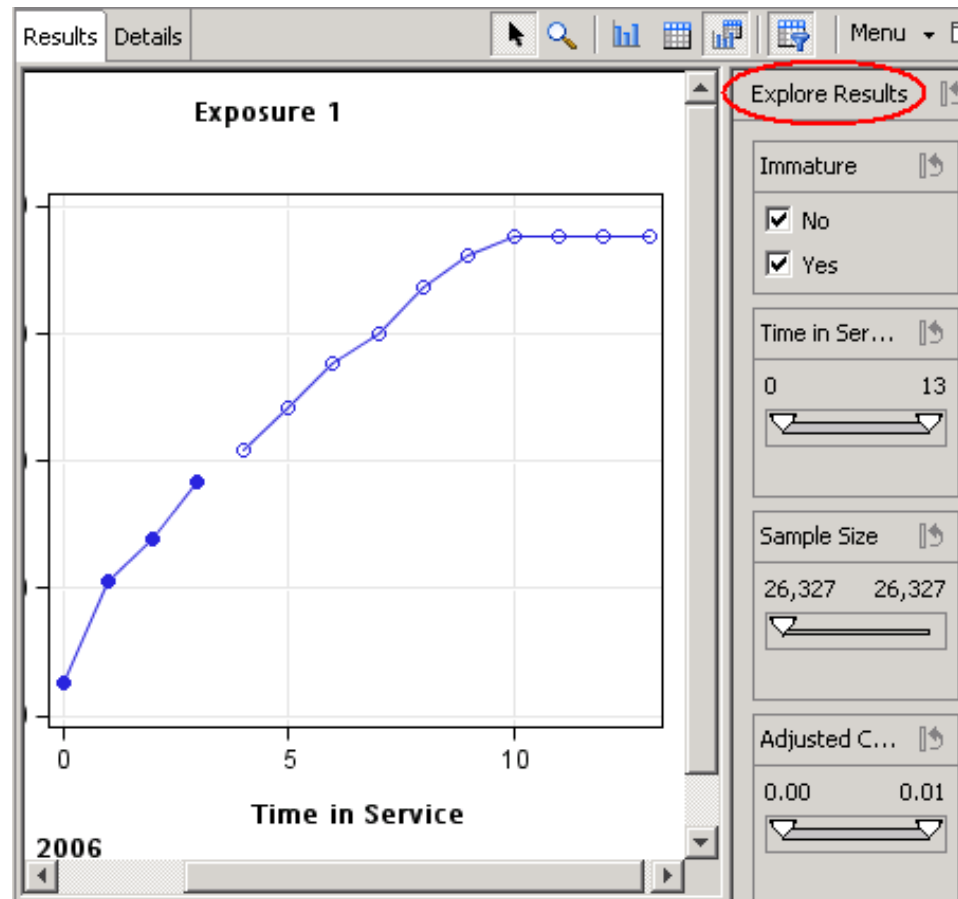 Results Details Menu
Exposure 1
0 5 10
Time in Service
2006
Explore Results
Immature
No
Yes
Time in Ser...
0 13
Sample Size
26,327 26,327
Adjusted C...
0.00 0.01